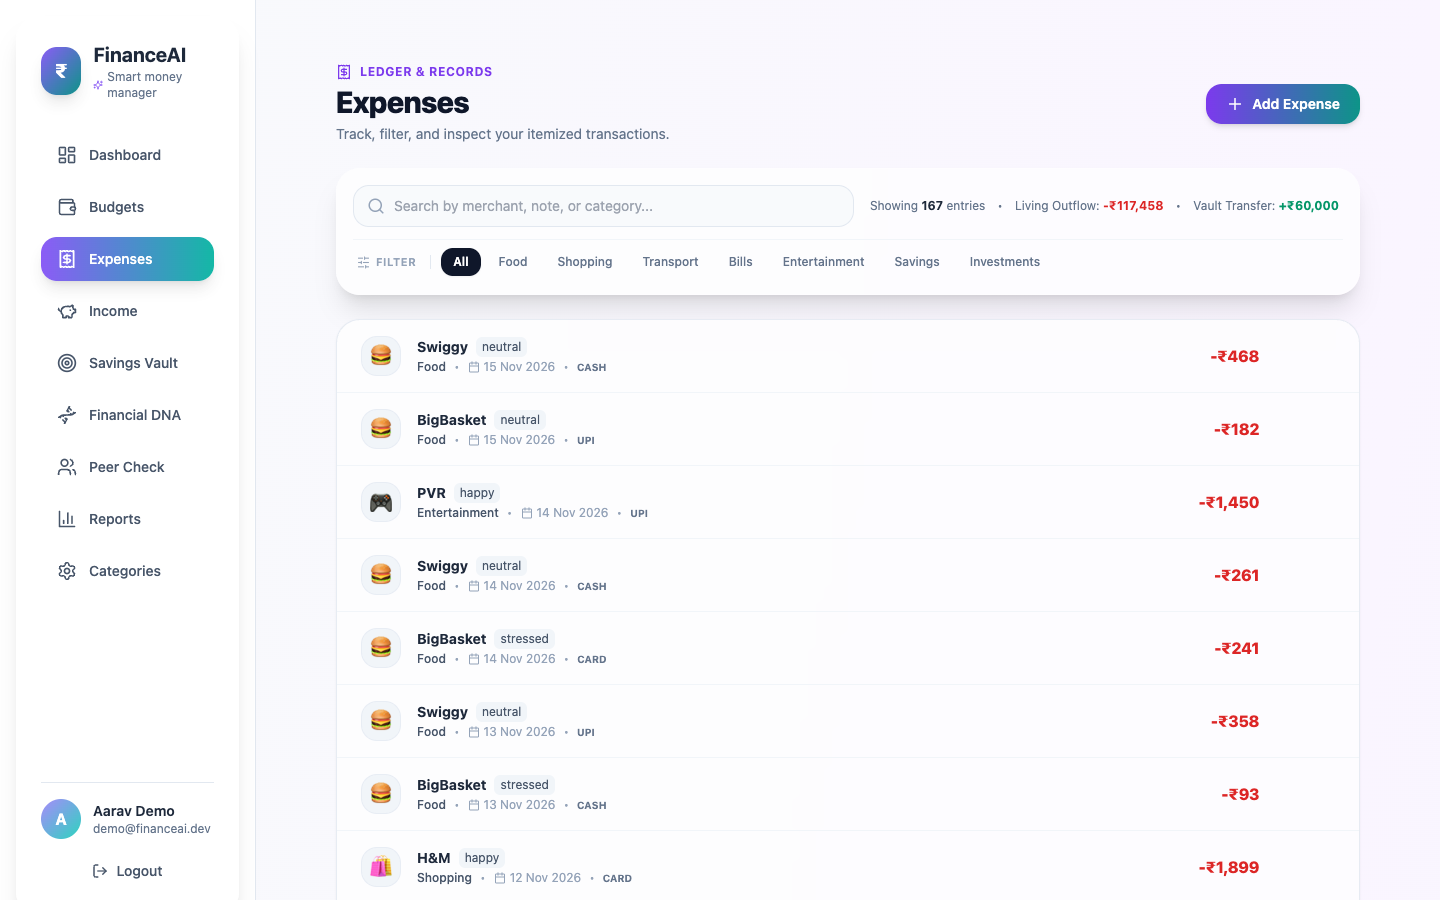 ₹
FinanceAI
Smart money
manager
Dashboard
Budgets
Expenses
Income
Savings Vault
Financial DNA
Peer Check
Reports
Categories
A
Aarav Demo
demo@financeai.dev
Logout
LEDGER & RECORDS
Expenses
Track, filter, and inspect your itemized transactions.
Add Expense
Search by merchant, note, or category...
Showing 167 entries • Living Outflow: -₹117,458 • Vault Transfer: +₹60,000
FILTER All Food Shopping Transport Bills Entertainment Savings Investments
Swiggy neutral
Food • 15 Nov 2026 • CASH
-₹468
BigBasket neutral
Food • 15 Nov 2026 • UPI
-₹182
PVR happy
Entertainment • 14 Nov 2026 • UPI
-₹1,450
Swiggy neutral
Food • 14 Nov 2026 • CASH
-₹261
BigBasket stressed
Food • 14 Nov 2026 • CARD
-₹241
Swiggy neutral
Food • 13 Nov 2026 • UPI
-₹358
BigBasket stressed
Food • 13 Nov 2026 • CASH
-₹93
H&M happy
Shopping • 12 Nov 2026 • CARD
-₹1,899